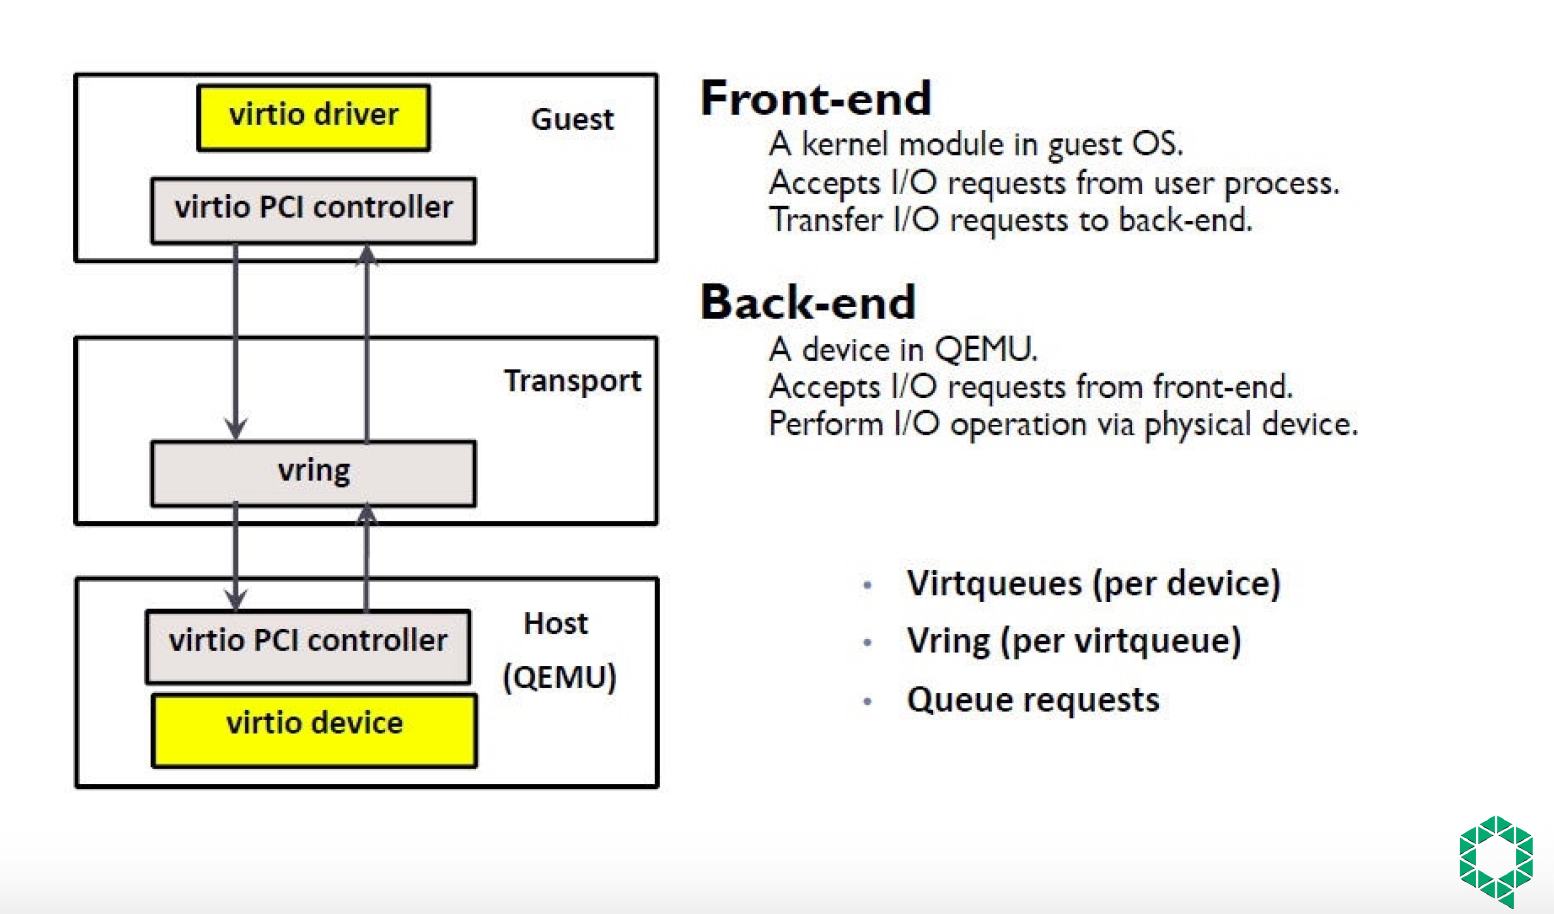 virtio driver
Guest
virtio PCI controller
Transport
vring
virtio PCI controller
Host
(QEMU)
virtio device
Front-end
A kernel module in guest OS.
Accepts I/O requests from user process.
Transfer I/O requests to back-end.
Back-end
A device in QEMU.
Accepts I/O requests from front-end.
Perform I/O operation via physical device.
• Virtqueues (per device)
• Vring (per virtqueue)
• Queue requests